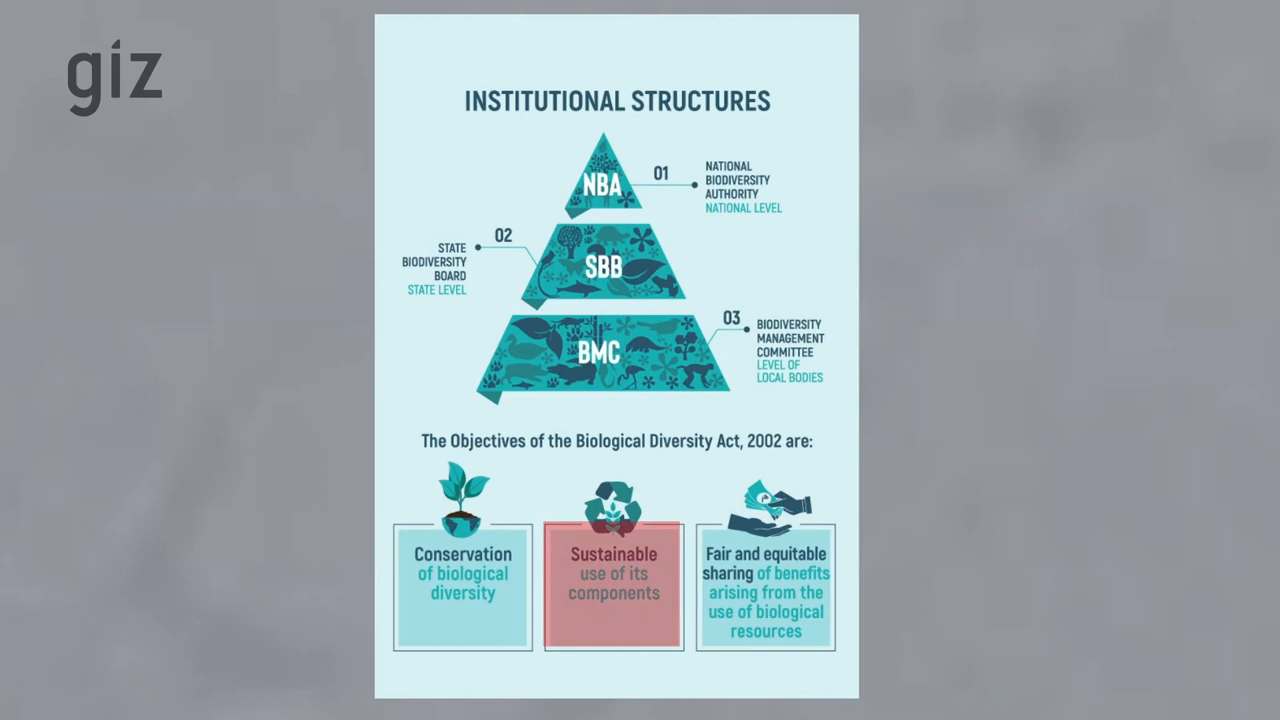 giz
INSTITUTIONAL STRUCTURES
NBA
01
NATIONAL
BIODIVERSITY
AUTHORITY
NATIONAL LEVEL
02
STATE
BIODIVERSITY
BOARD
STATE LEVEL
SBB
03
BIODIVERSITY
MANAGEMENT
COMMITTEE
LEVEL OF
LOCAL BODIES
BMC
The Objectives of the Biological Diversity Act, 2002 are:
Conservation
of biological
diversity
Sustainable
use of its
components
Fair and equitable
sharing of benefits
arising from the
use of biological
resources